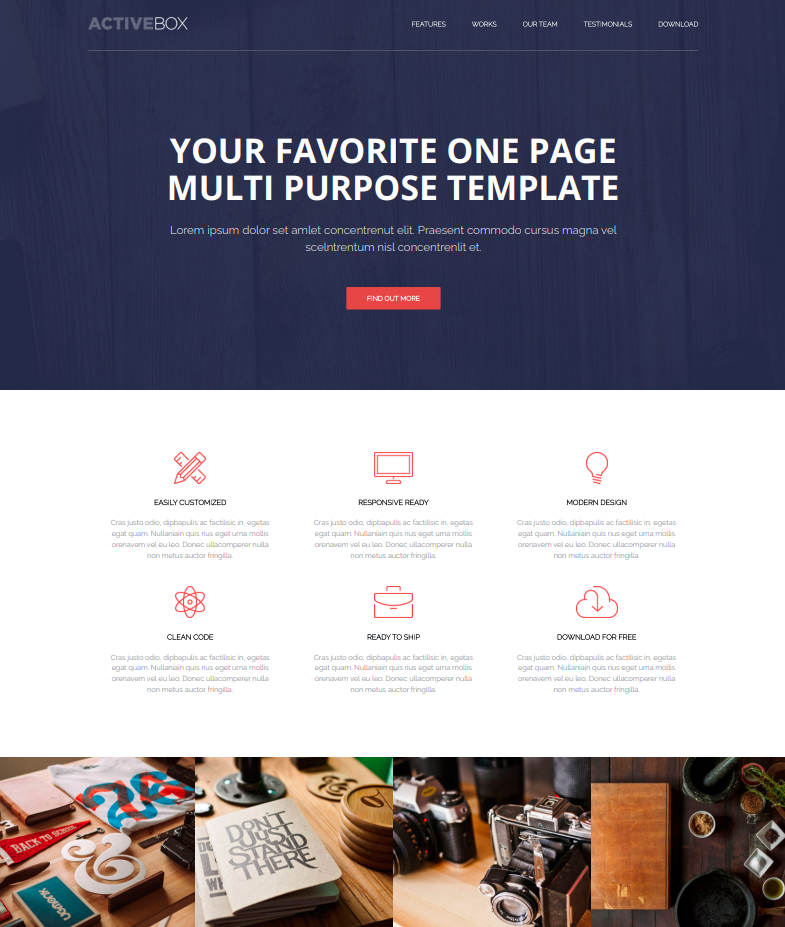 ACTIVEBOX
FEATURES WORKS OUR TEAM TESTIMONIALS DOWNLOAD
YOUR FAVORITE ONE PAGE
MULTI PURPOSE TEMPLATE
Lorem ipsum dolor set amlet concentrenut elit. Praesent commodo cursus magna vel
scelntrentum nisl concentrenlit et.
FIND OUT MORE
EASILY CUSTOMIZED
Cras justo odio, dipbapulis ac factilisic in, egetas
egat quam. Nullaniain quis rius eget urna mollis
orenavem vel eu leo. Donec ullacomperer nulla
non metus auctor fringilla.
RESPONSIVE READY
Cras justo odio, dipbapulis ac factilisic in, egetas
egat quam. Nullaniain quis rius eget urna mollis
orenavem vel eu leo. Donec ullacomperer nulla
non metus auctor fringilla.
MODERN DESIGN
Cras justo odio, dipbapulis ac factilisic in, egetas
egat quam. Nullaniain quis rius eget urna mollis
orenavem vel eu leo. Donec ullacomperer nulla
non metus auctor fringilla.
CLEAN CODE
Cras justo odio, dipbapulis ac factilisic in, egetas
egat quam. Nullaniain quis rius eget urna mollis
orenavem vel eu leo. Donec ullacomperer nulla
non metus auctor fringilla.
READY TO SHIP
Cras justo odio, dipbapulis ac factilisic in, egetas
egat quam. Nullaniain quis rius eget urna mollis
orenavem vel eu leo. Donec ullacomperer nulla
non metus auctor fringilla.
DOWNLOAD FOR FREE
Cras justo odio, dipbapulis ac factilisic in, egetas
egat quam. Nullaniain quis rius eget urna mollis
orenavem vel eu leo. Donec ullacomperer nulla
non metus auctor fringilla.
BACK TO SCHOOL
&
USMODERN
DON'T
JUST
STAND
THERE